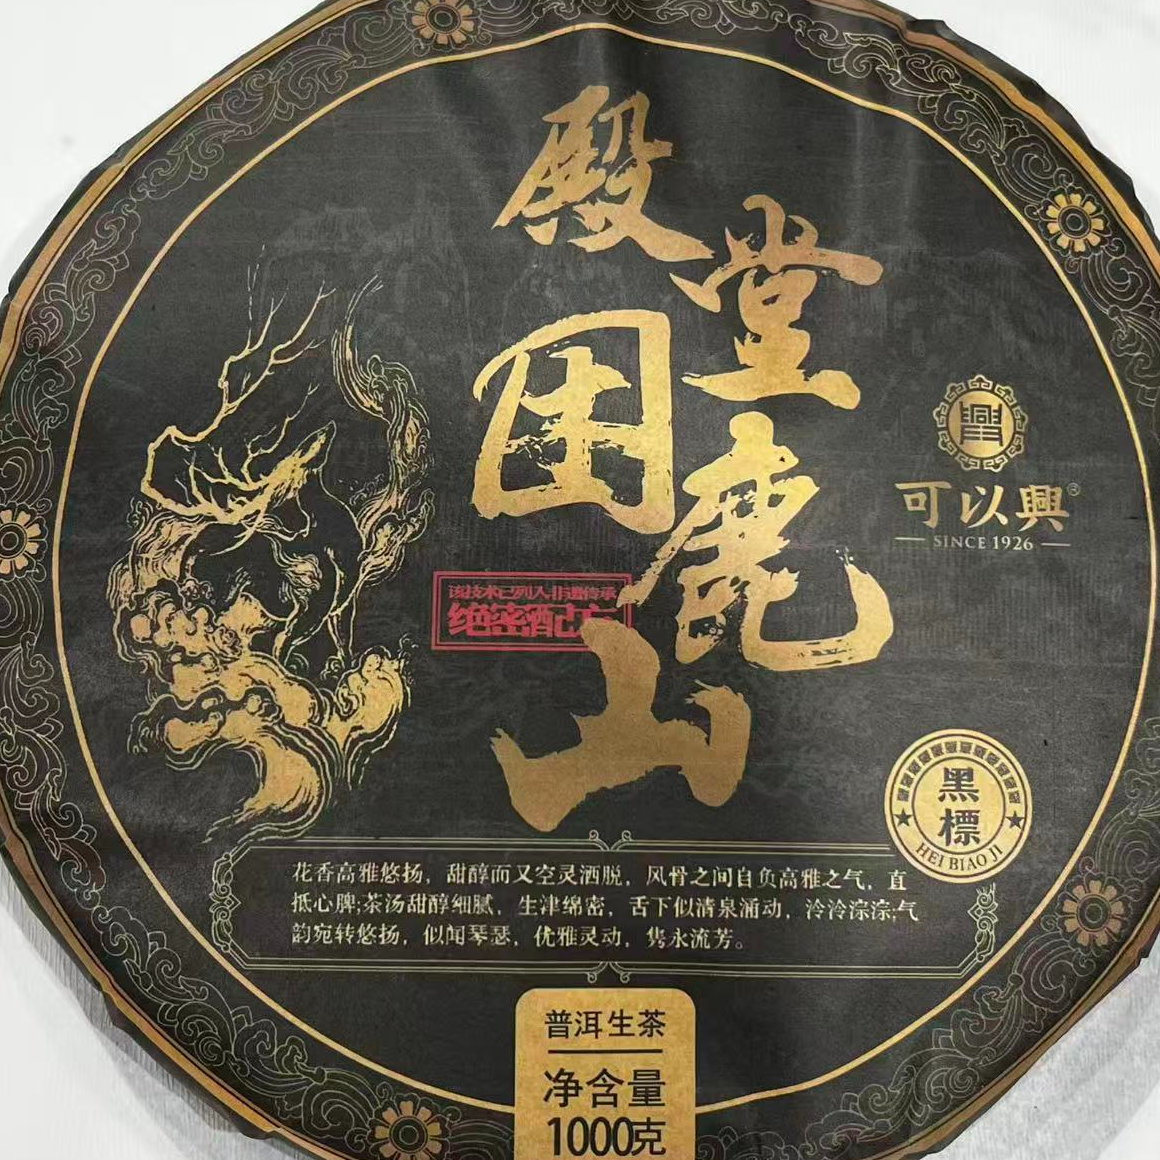 殿堂
困鹿山
可以興
SINCE 1926
该技术已列入非遗传承
绝密配方
黑標
HEI BIAO JI
花香高雅悠扬，甜醇而又空灵洒脱，风骨之间自负高雅之气，直
抵心脾;茶汤甜醇细腻，生津绵密，舌下似清泉涌动，泠泠淙淙;气
韵宛转悠扬，似闻琴瑟，优雅灵动，隽永流芳。
普洱生茶
净含量
1000克